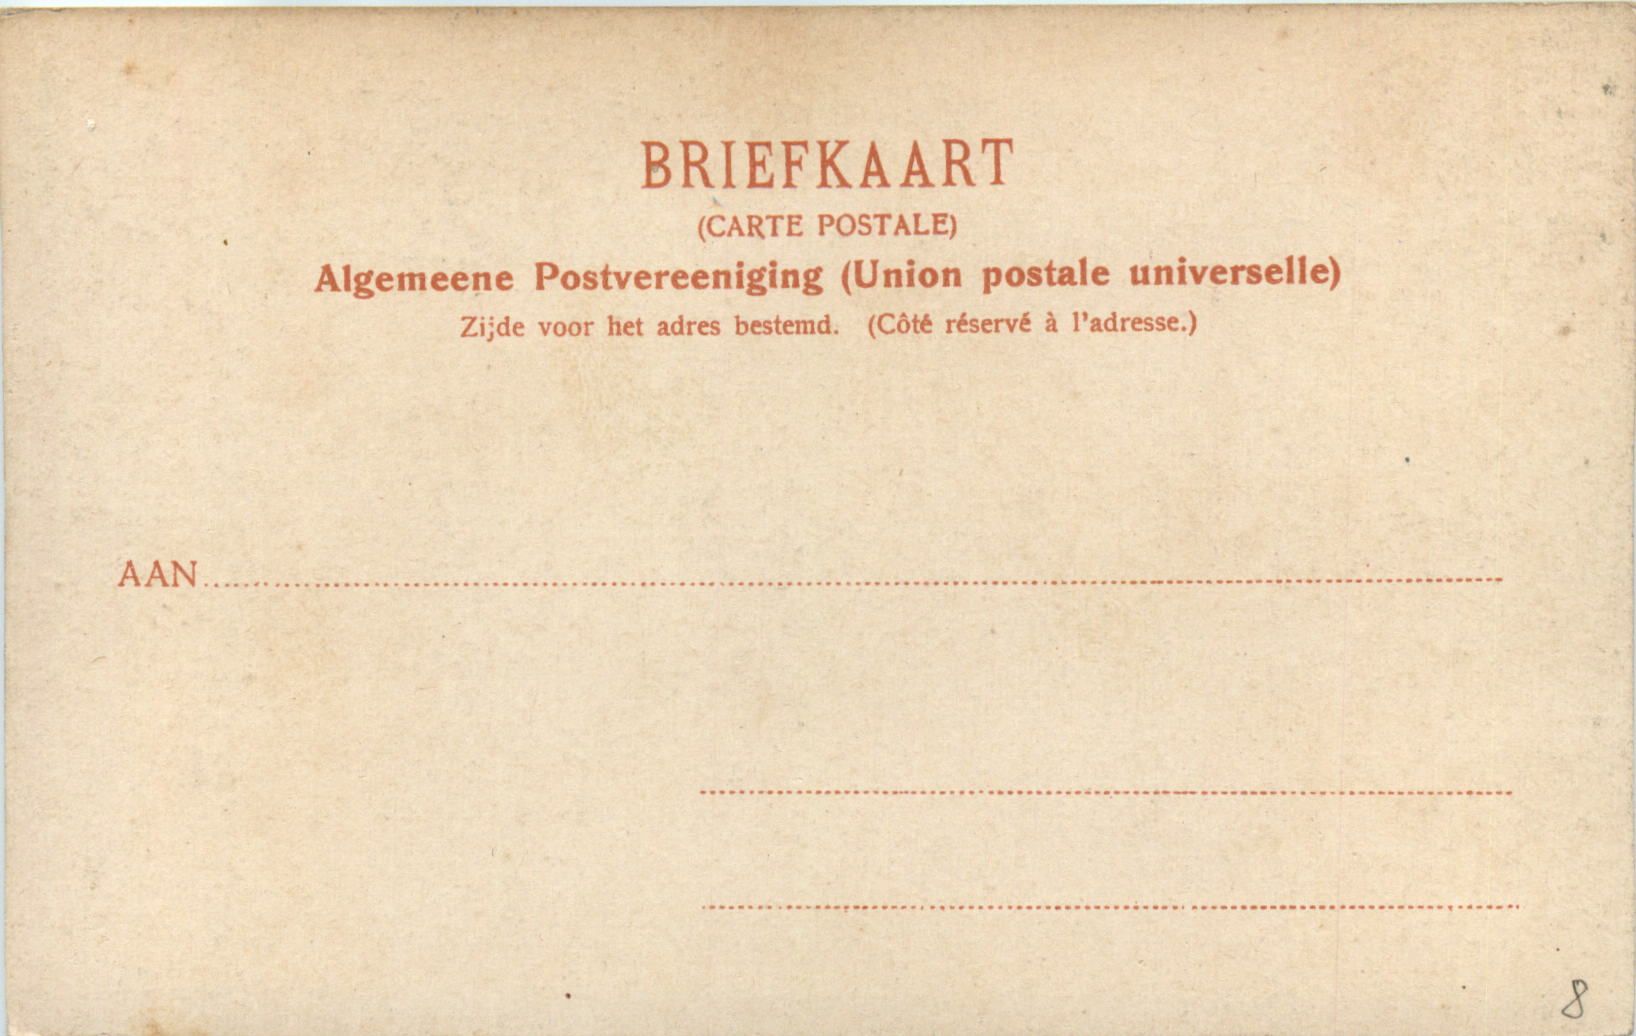 BRIEFKAART
(CARTE POSTALE)
Algemeene Postvereeniging (Union postale universelle)
Zijde voor het adres bestemd. (Côté réservé à l'adresse.)
AAN
8